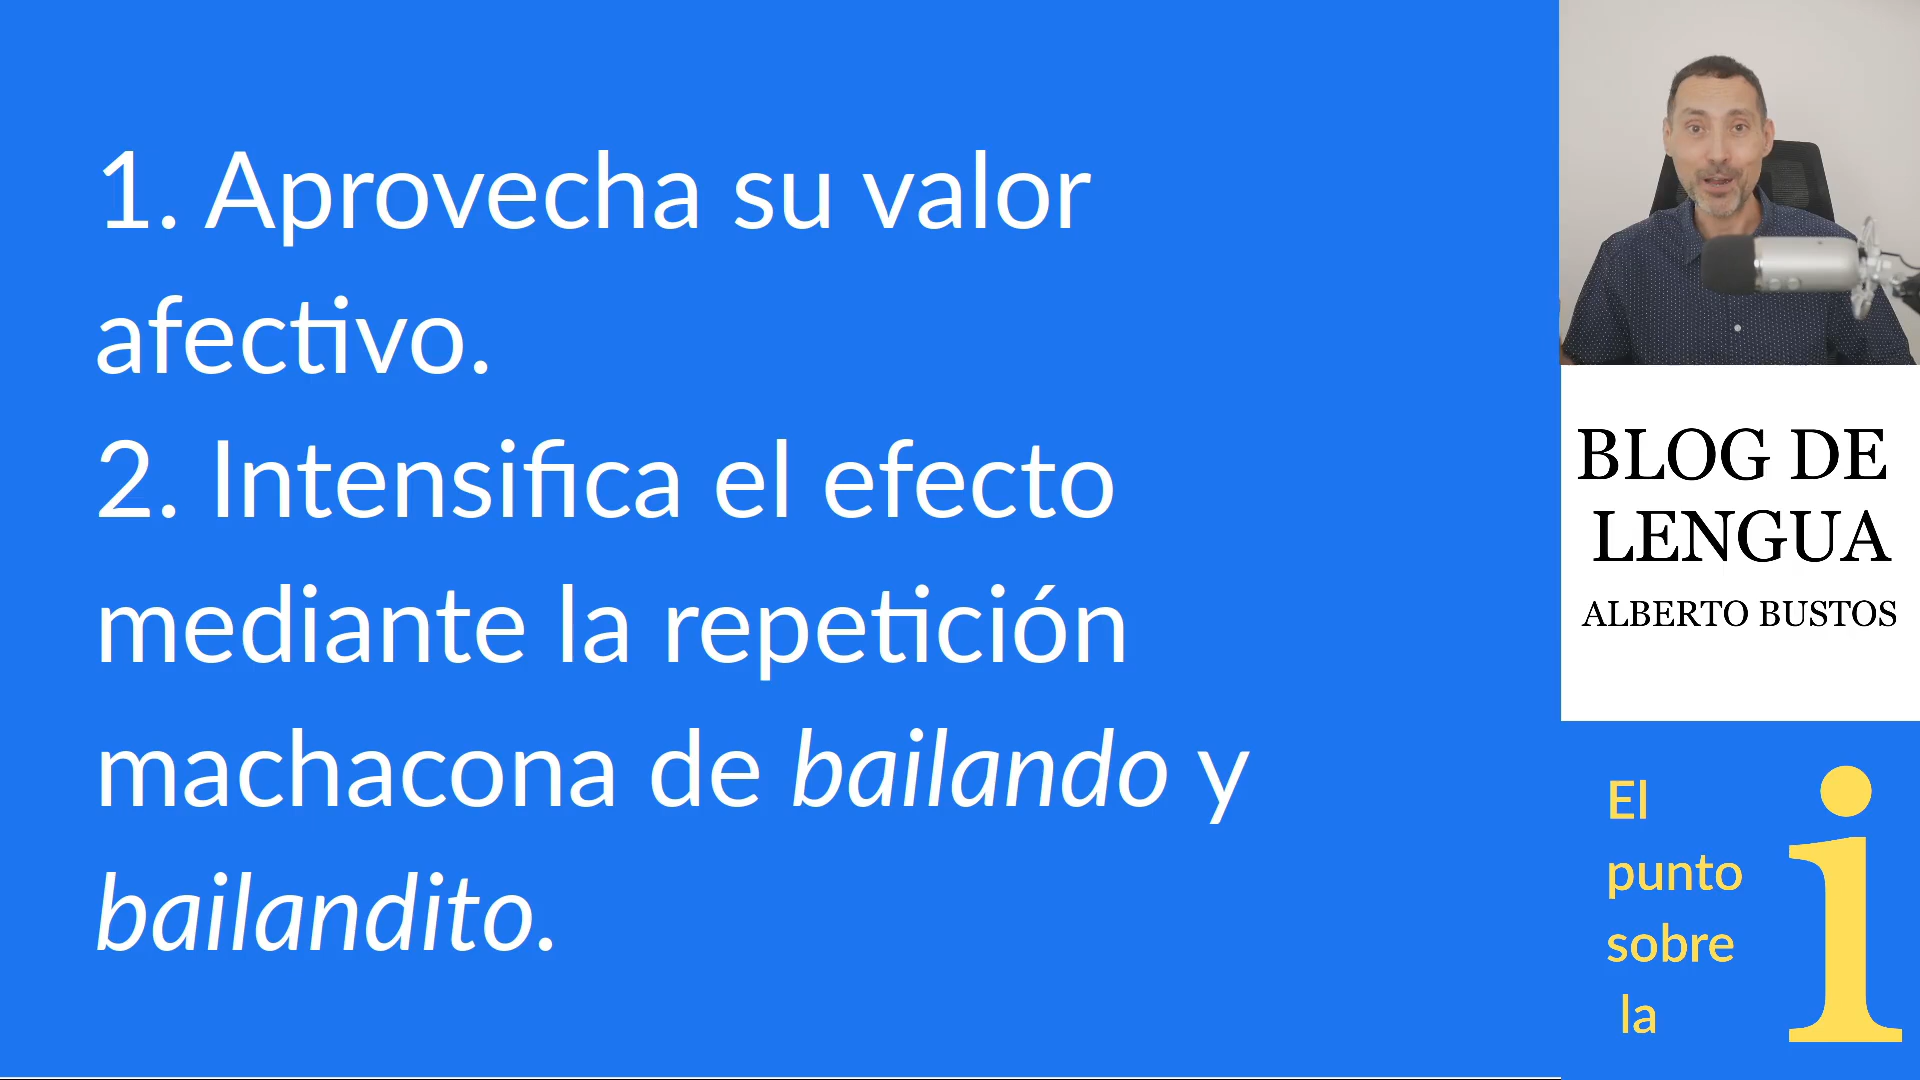 1. Aprovecha su valor
afectivo.
2. Intensifica el efecto
mediante la repetición
machacona de bailando y
bailandito.
BLOG DE
LENGUA
ALBERTO BUSTOS
El
punto
sobre
la
i